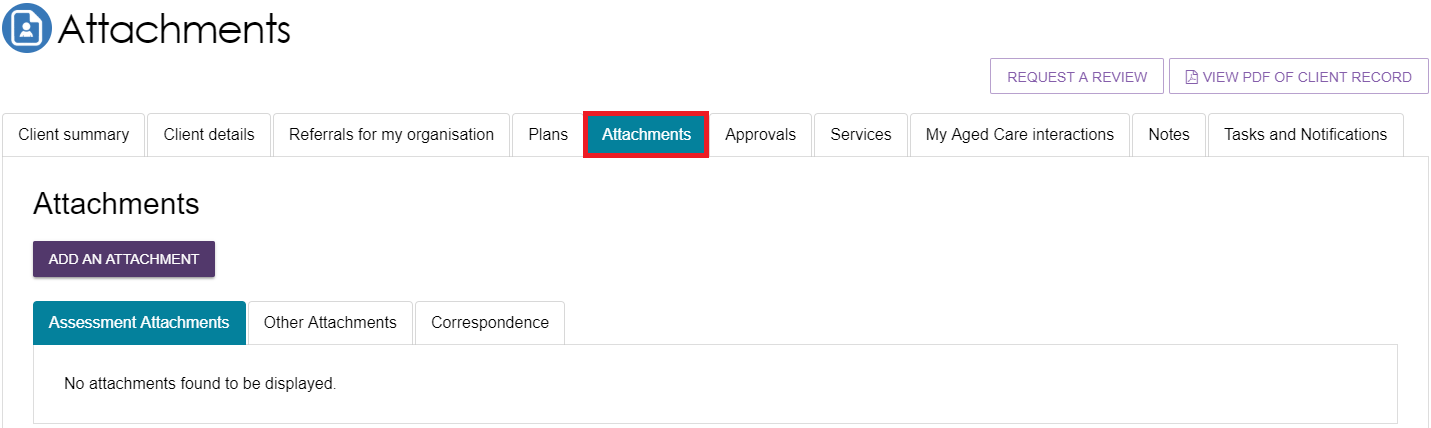 Attachments
REQUEST A REVIEW VIEW PDF OF CLIENT RECORD
Client summary Client details Referrals for my organisation Plans Attachments Approvals Services My Aged Care interactions Notes Tasks and Notifications
Attachments
ADD AN ATTACHMENT
Assessment Attachments Other Attachments Correspondence
No attachments found to be displayed.